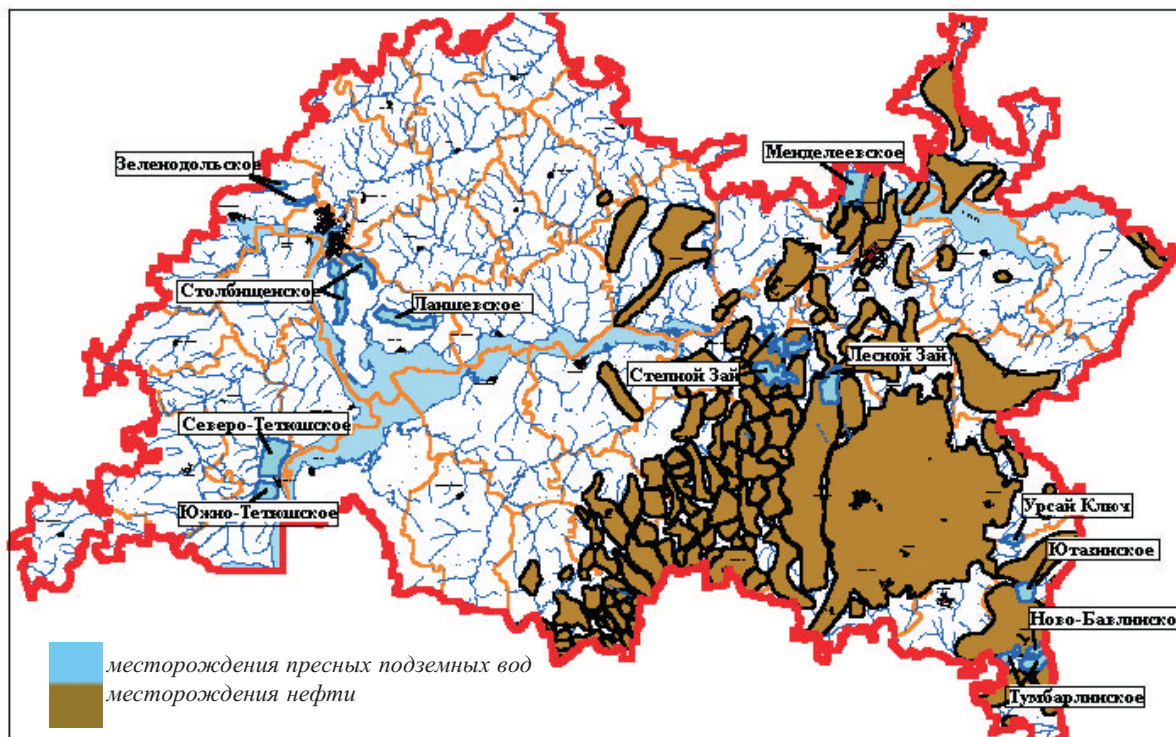 Менделеевское
Зеленодольское
Столбищенское
Лаишевское
Лесной Зай
Степной Зай
Северо-Тетюшское
Южно-Тетюшское
Урсай Ключ
Ютазинское
Ново-Бавлинско
Тумбарлинское
месторождения пресных подземных вод
месторождения нефти